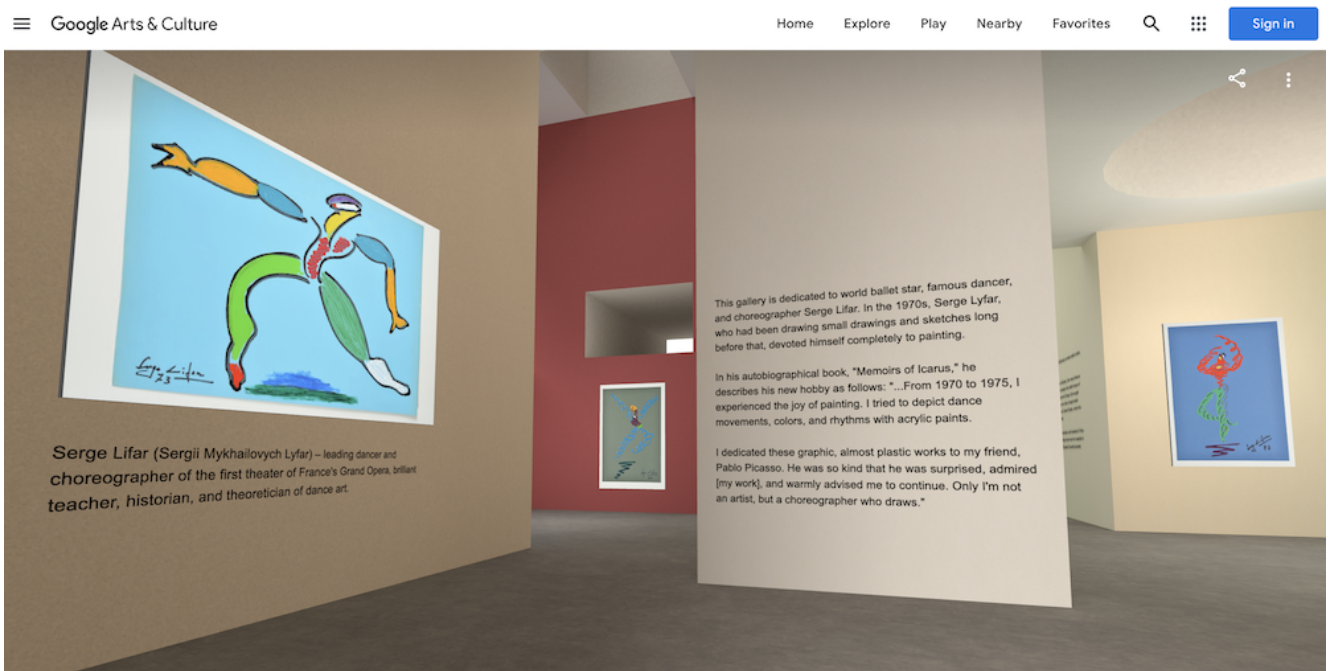 Google Arts & Culture
Home
Explore
Play
Nearby
Favorites
Sign in
Serge Lifar
73
Serge Lifar (Sergii Mykhailovych Lyfar) – leading dancer and
choreographer of the first theater of France's Grand Opera, brilliant
teacher, historian, and theoretician of dance art.
This gallery is dedicated to world ballet star, famous dancer,
and choreographer Serge Lifar. In the 1970s, Serge Lyfar,
who had been drawing small drawings and sketches long
before that, devoted himself completely to painting.
In his autobiographical book, "Memoirs of Icarus," he
describes his new hobby as follows: "...From 1970 to 1975, I
experienced the joy of painting. I tried to depict dance
movements, colors, and rhythms with acrylic paints.
I dedicated these graphic, almost plastic works to my friend,
Pablo Picasso. He was so kind that he was surprised, admired
[my work], and warmly advised me to continue. Only I'm not
an artist, but a choreographer who draws."